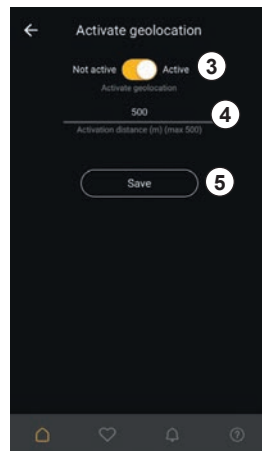 Activate geolocation
Not active Active 3
Activate geolocation
500 4
Activation distance (m) (max 500)
Save 5